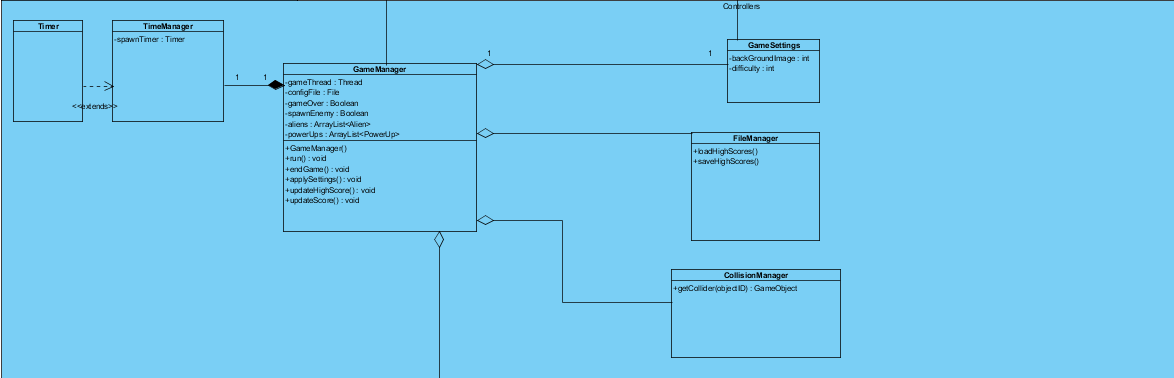 Controllers
Timer
<<extends>>
TimeManager
-spawnTimer : Timer
1
1
GameManager
-gameThread : Thread
-configFile : File
-gameOver : Boolean
-spawnEnemy : Boolean
-aliens : ArrayList<Alien>
-powerUps : ArrayList<PowerUp>
+GameManager()
+run() : void
+endGame() : void
+applySettings() : void
+updateHighScore() : void
+updateScore() : void
1
1
GameSettings
-backGroundImage : int
-difficulty : int
FileManager
+loadHighScores()
+saveHighScores()
CollisionManager
+getCollider(objectID) : GameObject